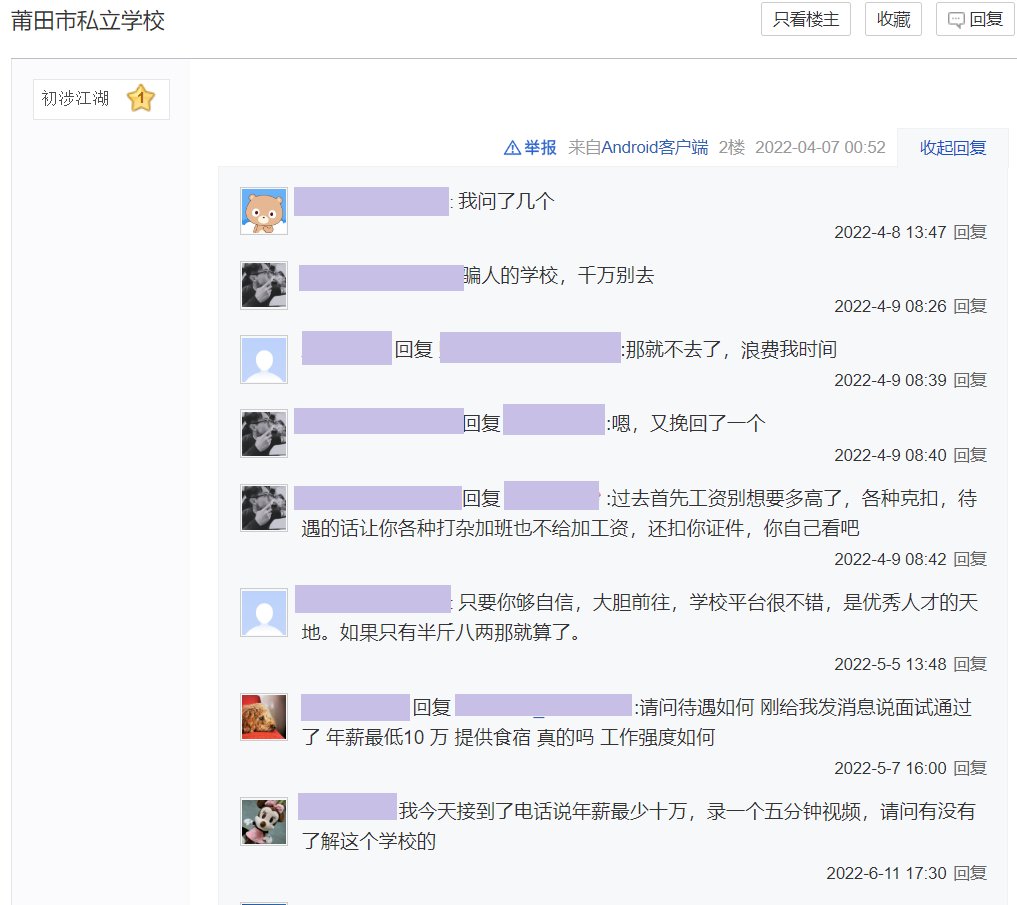 莆田市私立学校
只看楼主 收藏 回复
初涉江湖 1
举报 来自Android客户端 2楼 2022-04-07 00:52 收起回复
: 我问了几个
2022-4-8 13:47 回复
骗人的学校，千万别去
2022-4-9 08:26 回复
回复 :那就不去了，浪费我时间
2022-4-9 08:39 回复
回复 :嗯，又挽回了一个
2022-4-9 08:40 回复
回复 :过去首先工资别想要多高了，各种克扣，待
遇的话让你各种打杂加班也不给加工资，还扣你证件，你自己看吧
2022-4-9 08:42 回复
: 只要你够自信，大胆前往，学校平台很不错，是优秀人才的天
地。如果只有半斤八两那就算了。
2022-5-5 13:48 回复
回复 :请问待遇如何 刚给我发消息说面试通过
了 年薪最低10 万 提供食宿 真的吗 工作强度如何
2022-5-7 16:00 回复
我今天接到了电话说年薪最少十万，录一个五分钟视频，请问有没有
了解这个学校的
2022-6-11 17:30 回复